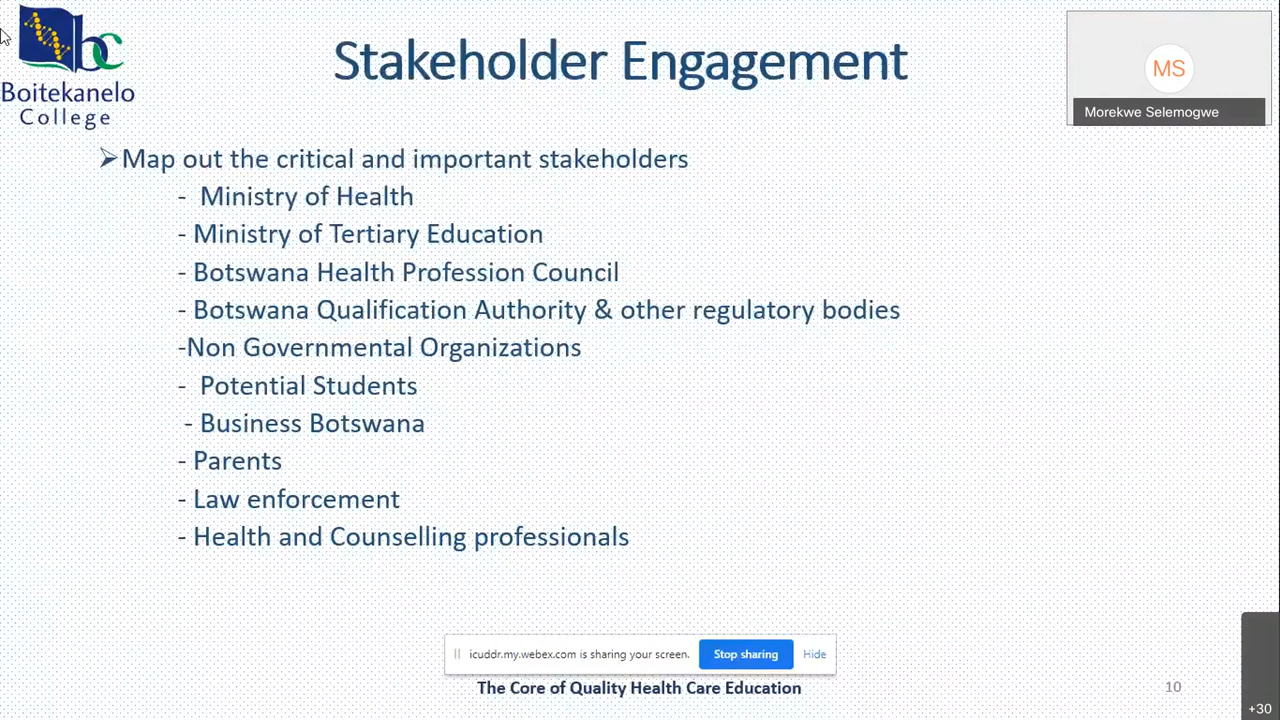 bc
Boitekanelo
College
Stakeholder Engagement
MS
Morekwe Selemogwe
➢Map out the critical and important stakeholders
- Ministry of Health
- Ministry of Tertiary Education
- Botswana Health Profession Council
- Botswana Qualification Authority & other regulatory bodies
-Non Governmental Organizations
- Potential Students
- Business Botswana
- Parents
- Law enforcement
- Health and Counselling professionals
icuddr.my.webex.com is sharing your screen. Stop sharing Hide
The Core of Quality Health Care Education
10
+30